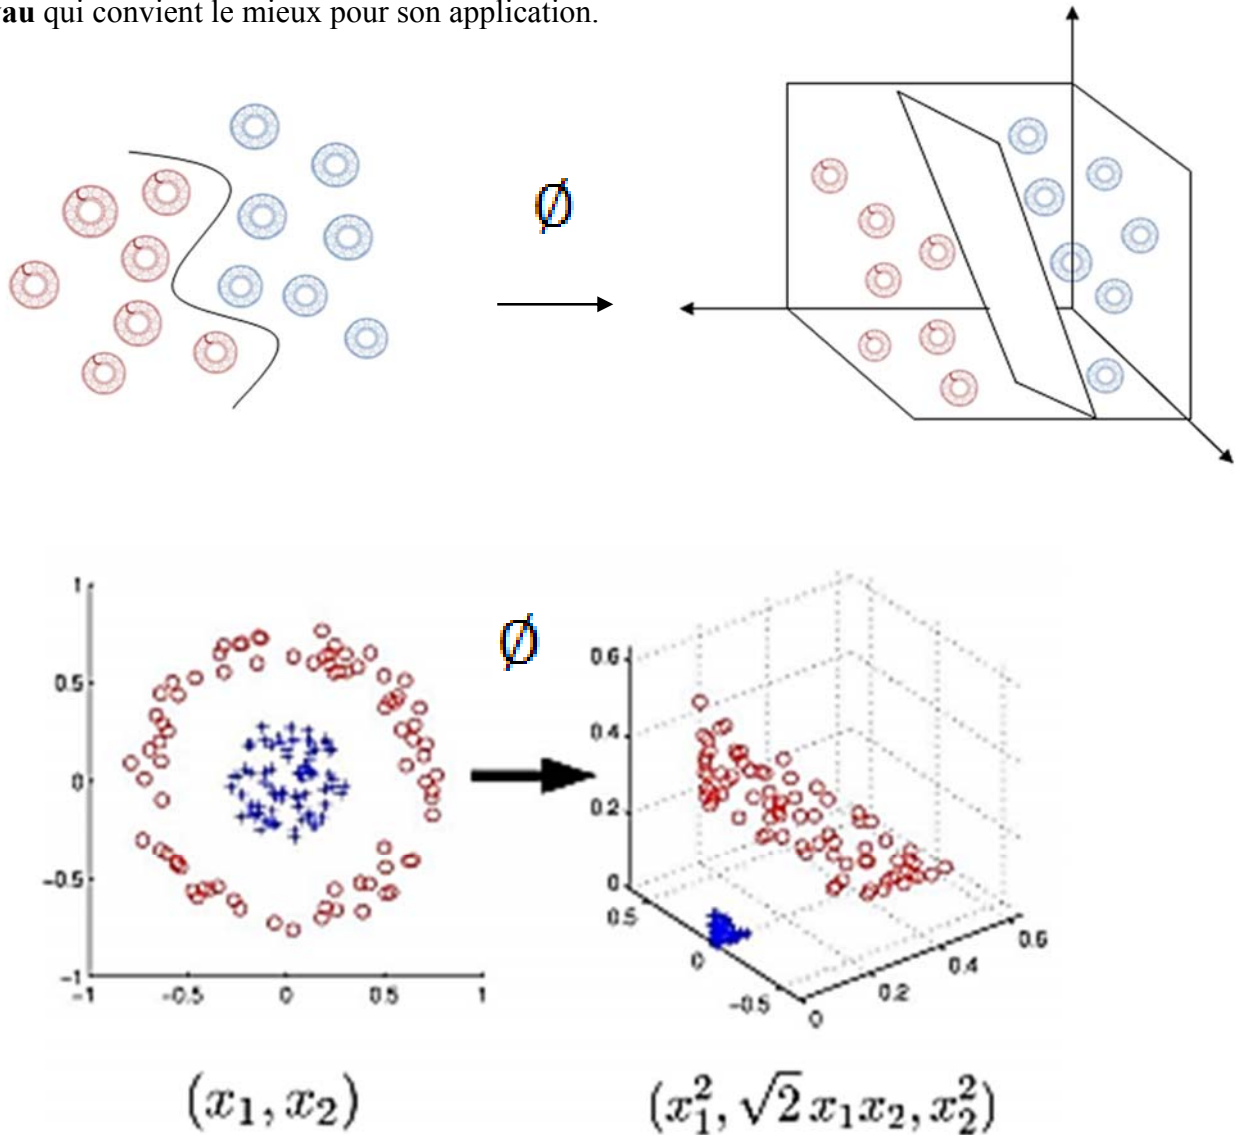 yau qui convient le mieux pour son application.
Ø
Ø
1
0.5
0
-0.5
-1
-1 -0.5 0 0.5 1
0.6
0.4
0.2
0
0.5
0
-0.5
0
0.2
0.4
0.6
(x₁, x₂)
(x₁², √2 x₁x₂, x₂²)